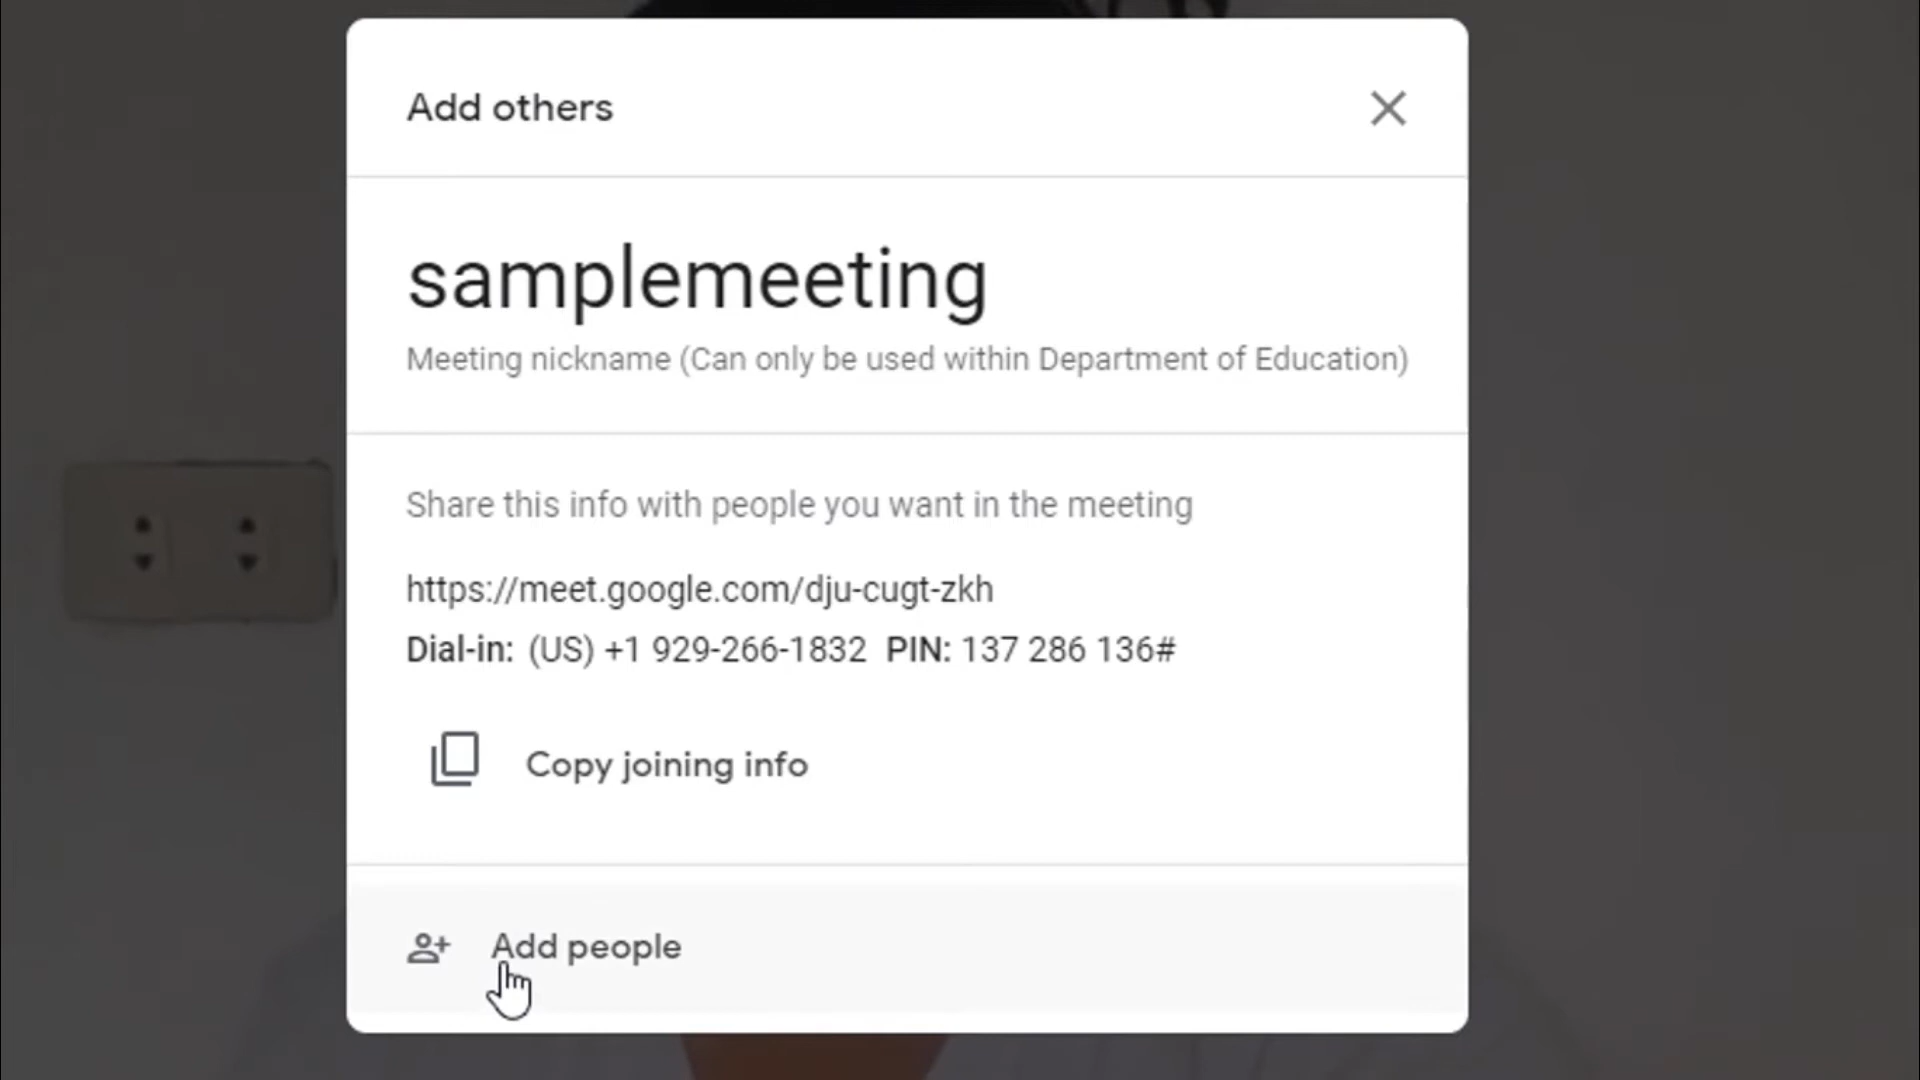 Add others
samplemeeting
Meeting nickname (Can only be used within Department of Education)
Share this info with people you want in the meeting
https://meet.google.com/dju-cugt-zkh
Dial-in: (US) +1 929-266-1832 PIN: 137 286 136#
Copy joining info
Add people